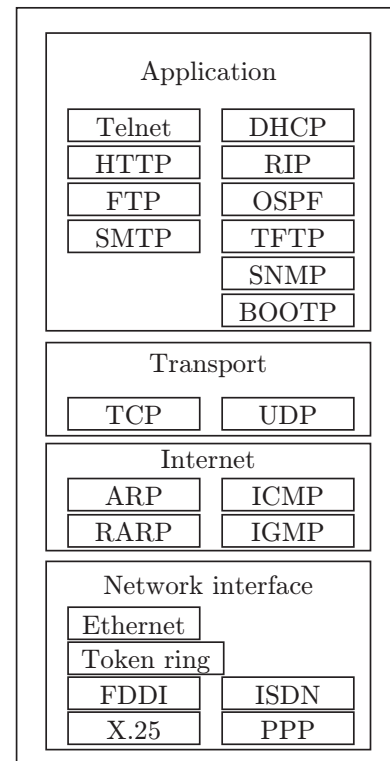 Application
Telnet DHCP
HTTP RIP
FTP OSPF
SMTP TFTP
SNMP
BOOTP
Transport
TCP UDP
Internet
ARP ICMP
RARP IGMP
Network interface
Ethernet
Token ring
FDDI ISDN
X.25 PPP